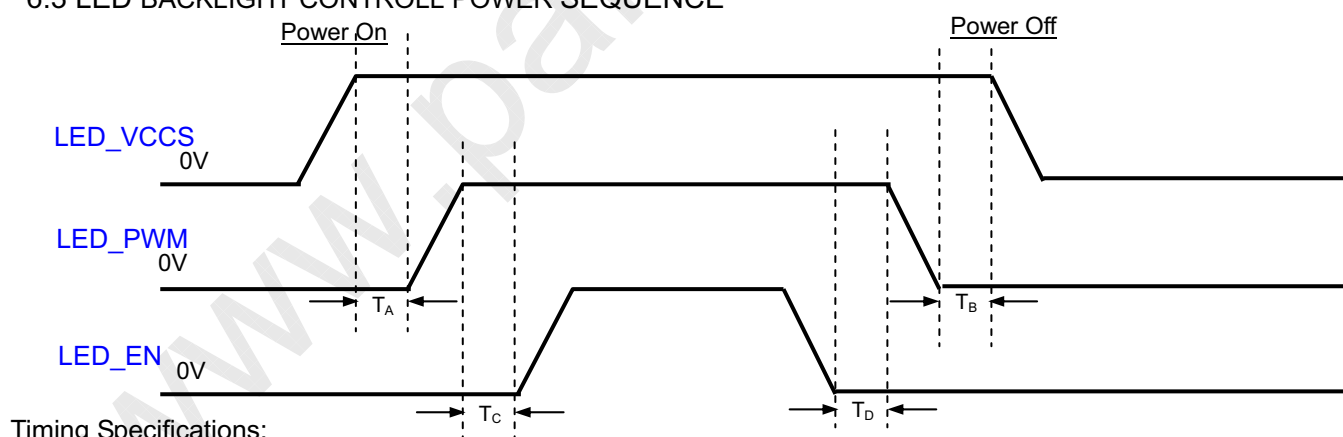 6.3 LED BACKLIGHT CONTROLL POWER SEQUENCE
Power On
Power Off
LED_VCCS
0V
LED_PWM
0V
TA
TB
LED_EN
0V
TC
TD
Timing Specifications: